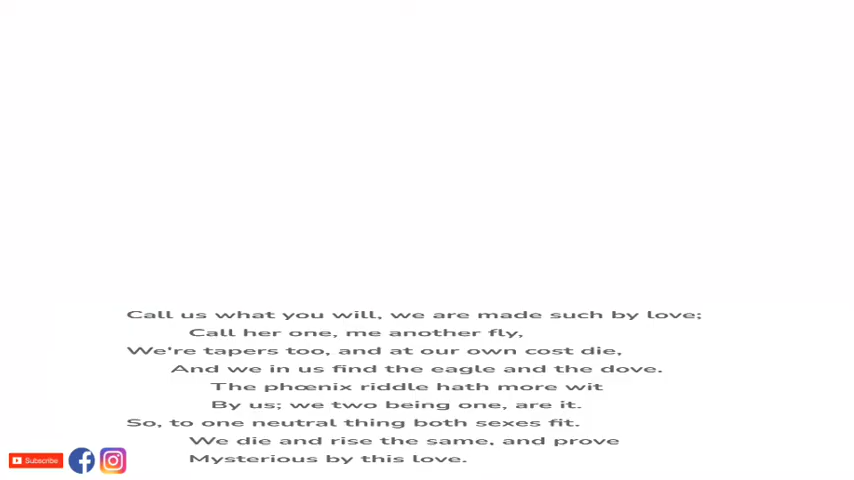 Call us what you will, we are made such by love;
Call her one, me another fly,
We're tapers too, and at our own cost die,
And we in us find the eagle and the dove.
The phœnix riddle hath more wit
By us; we two being one, are it.
So, to one neutral thing both sexes fit.
We die and rise the same, and prove
Mysterious by this love.
Subscribe